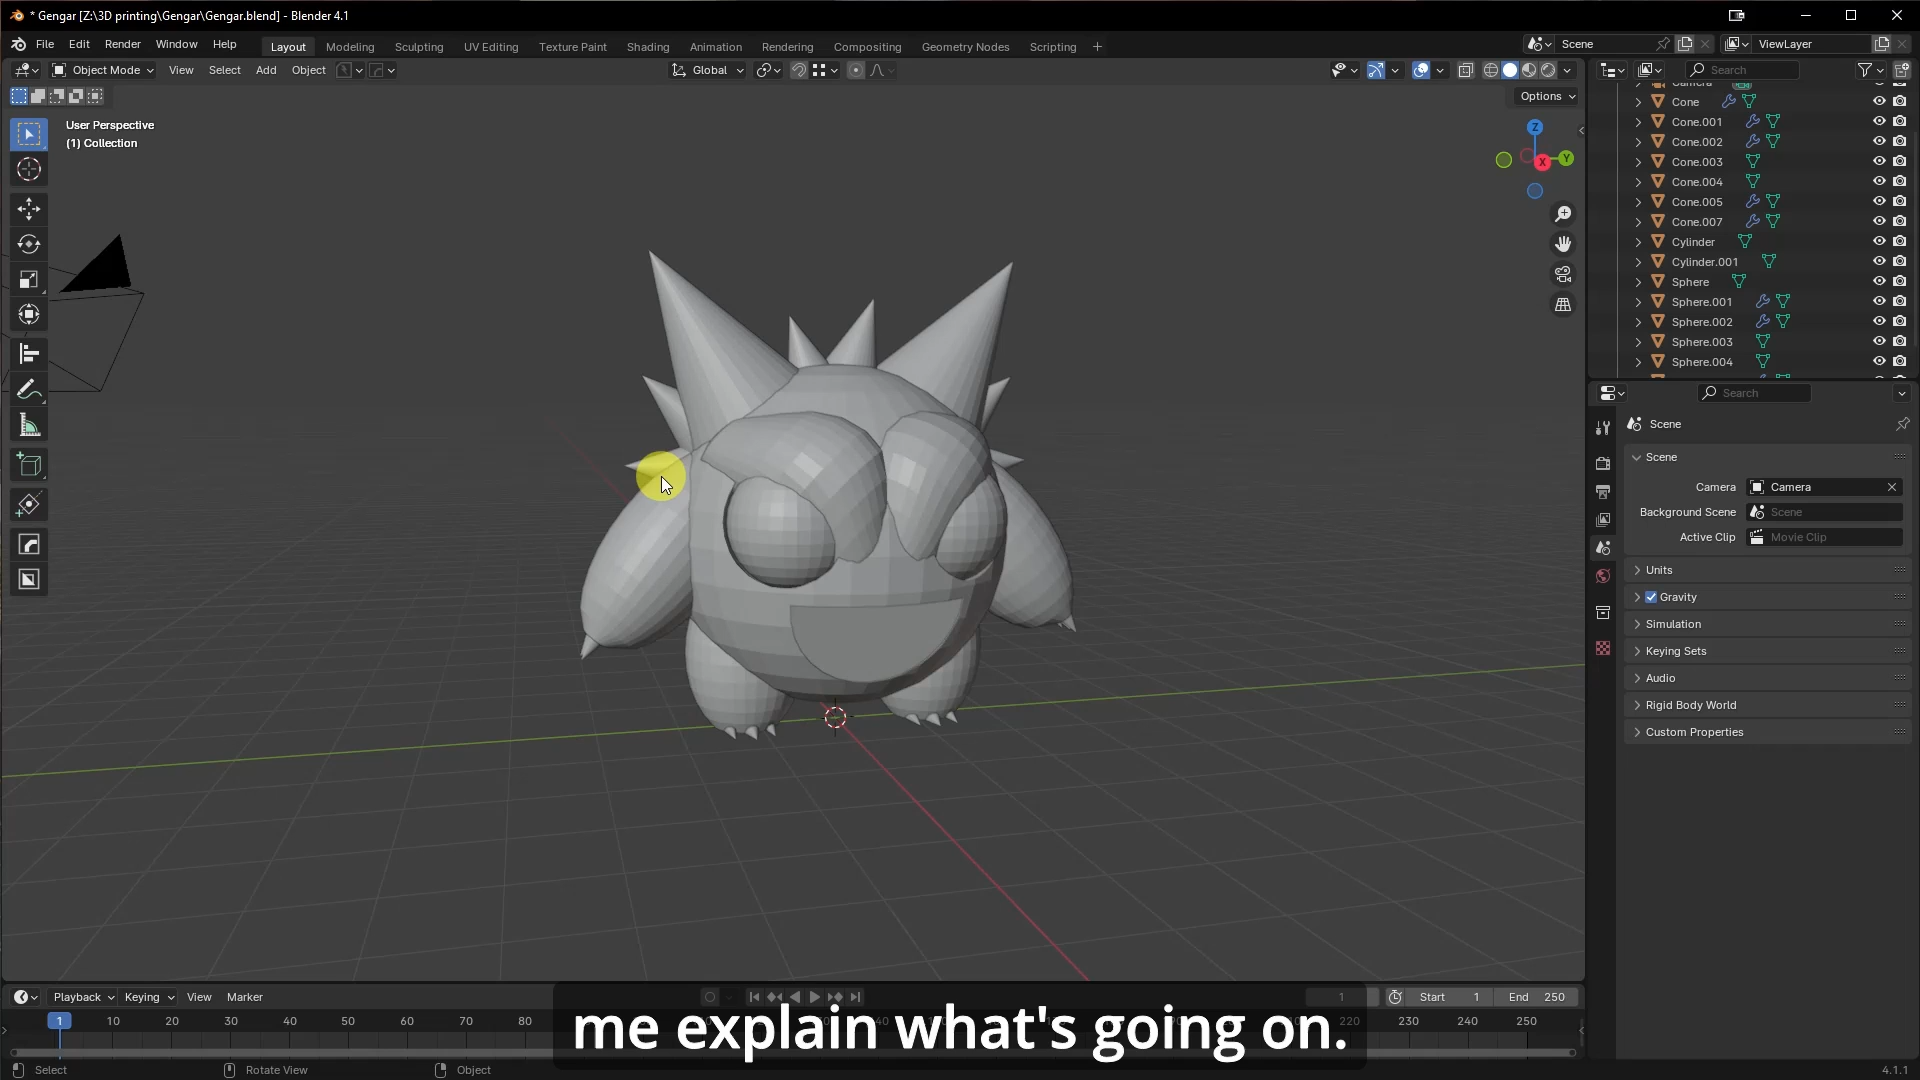 * Gengar [Z:\3D printing\Gengar\Gengar.blend] - Blender 4.1
File Edit Render Window Help Layout Modeling Sculpting UV Editing Texture Paint Shading Animation Rendering Compositing Geometry Nodes Scripting + Scene ViewLayer
Object Mode View Select Add Object Global Search
Options
User Perspective
(1) Collection
Z
Y
X
Camera
Cone
Cone.001
Cone.002
Cone.003
Cone.004
Cone.005
Cone.007
Cylinder
Cylinder.001
Sphere
Sphere.001
Sphere.002
Sphere.003
Sphere.004
Search
Scene
Scene
Camera Camera
Background Scene Scene
Active Clip Movie Clip
Units
Gravity
Simulation
Keying Sets
Audio
Rigid Body World
Custom Properties
Playback Keying View Marker 1 Start 1 End 250
1 10 20 30 40 50 60 70 80 220 230 240 250
me explain what's going on.
Select Rotate View Object 4.1.1